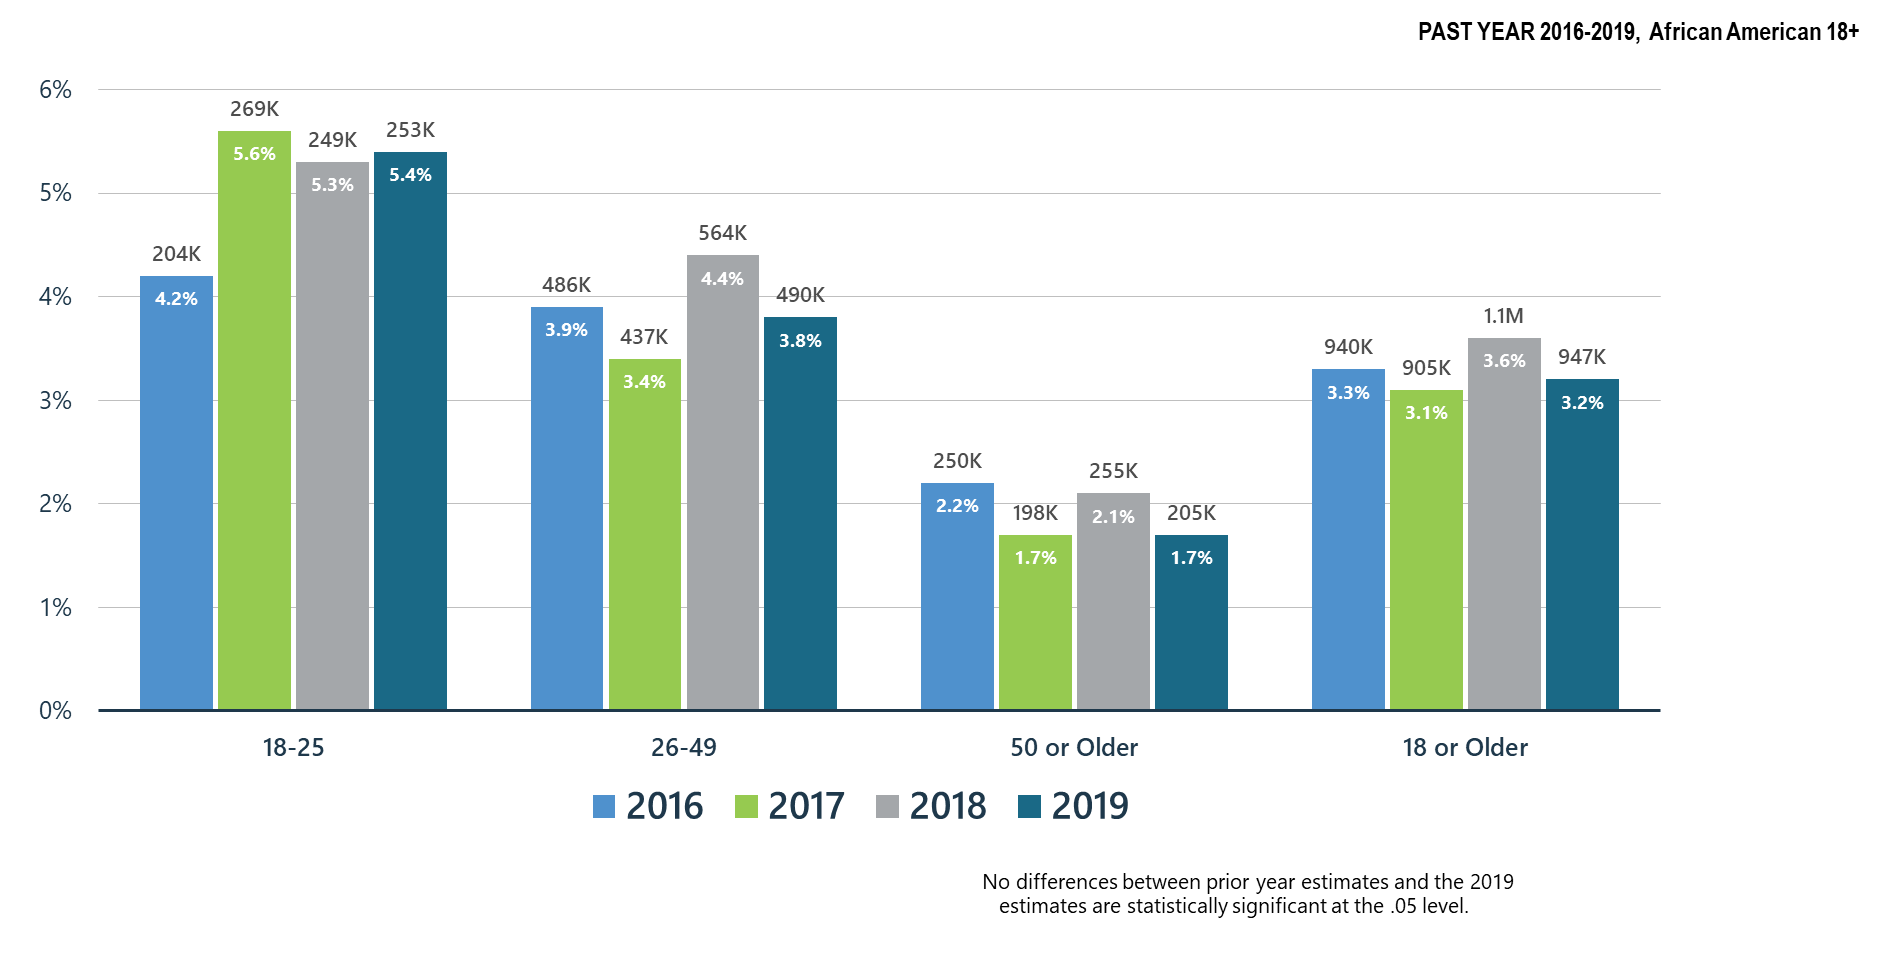 PAST YEAR 2016-2019, African American 18+
6%
5%
4%
3%
2%
1%
0%
204K
4.2%
269K
5.6%
249K
5.3%
253K
5.4%
486K
3.9%
437K
3.4%
564K
4.4%
490K
3.8%
250K
2.2%
198K
1.7%
255K
2.1%
205K
1.7%
940K
3.3%
905K
3.1%
1.1M
3.6%
947K
3.2%
18-25
26-49
50 or Older
18 or Older
2016 2017 2018 2019
No differences between prior year estimates and the 2019
estimates are statistically significant at the .05 level.